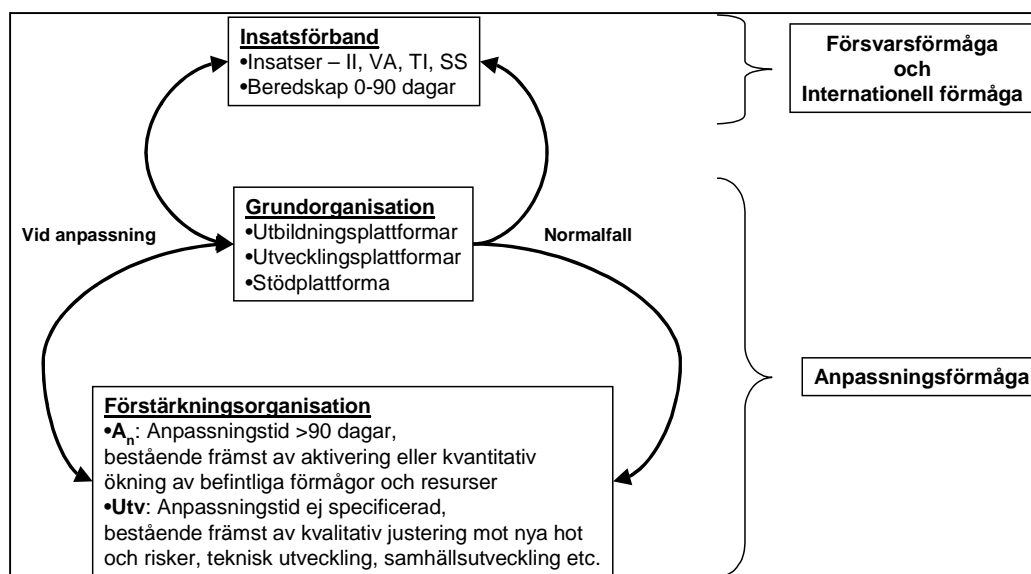 Insatsförband
•Insatser – II, VA, TI, SS
•Beredskap 0-90 dagar
Försvarsförmåga
och
Internationell förmåga
Grundorganisation
•Utbildningsplattformar
•Utvecklingsplattformar
•Stödplattforma
Vid anpassning
Normalfall
Anpassningsförmåga
Förstärkningsorganisation
•An: Anpassningstid >90 dagar,
bestående främst av aktivering eller kvantitativ
ökning av befintliga förmågor och resurser
•Utv: Anpassningstid ej specificerad,
bestående främst av kvalitativ justering mot nya hot
och risker, teknisk utveckling, samhällsutveckling etc.